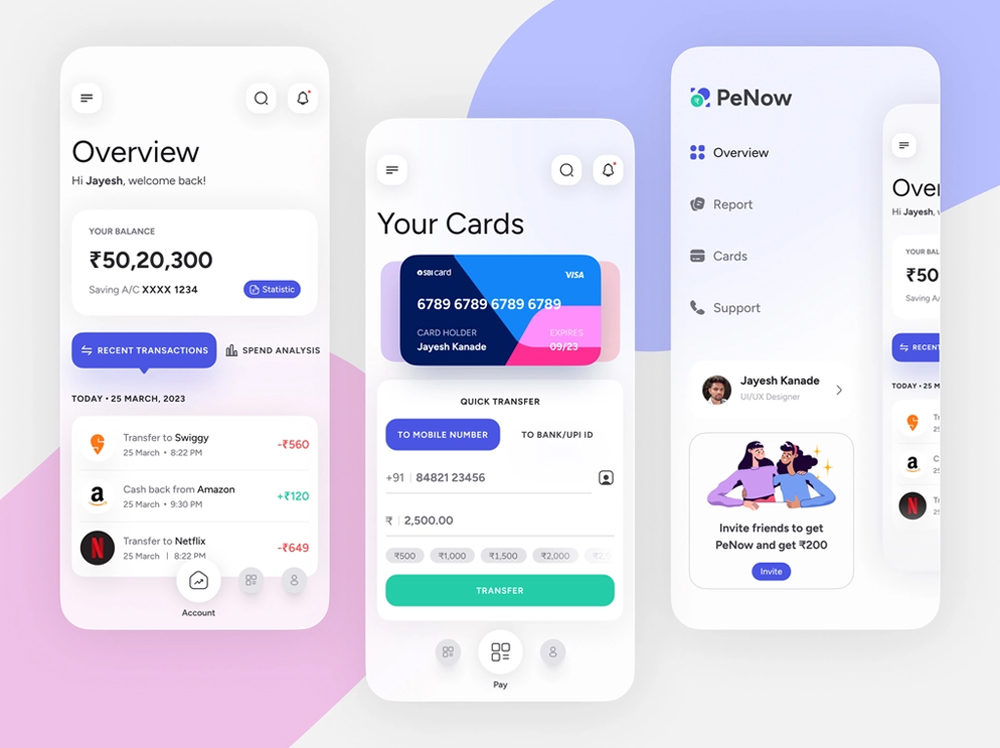 Overview
Hi Jayesh, welcome back!
YOUR BALANCE
₹50,20,300
Saving A/C XXXX 1234
Statistic
RECENT TRANSACTIONS
SPEND ANALYSIS
TODAY • 25 MARCH, 2023
Transfer to Swiggy
25 March • 8:22 PM
-₹560
a
Cash back from Amazon
25 March • 9:30 PM
+₹120
N
Transfer to Netflix
25 March | 8:22 PM
-₹649
Account
Your Cards
SBI card
VISA
6789 6789 6789 6789
CARD HOLDER
EXPIRES
Jayesh Kanade
09/23
QUICK TRANSFER
TO MOBILE NUMBER
TO BANK/UPI ID
+91 | 84821 23456
₹ | 2,500.00
₹500
₹1,000
₹1,500
₹2,000
TRANSFER
Pay
₹
PeNow
Overview
Report
Cards
Support
Jayesh Kanade
UI/UX Designer
Invite friends to get
PeNow and get ₹200
Invite
Over
Hi Jayesh,
YOUR BAL
₹50
Saving A/
RECENT
TODAY • 25 M
a
N